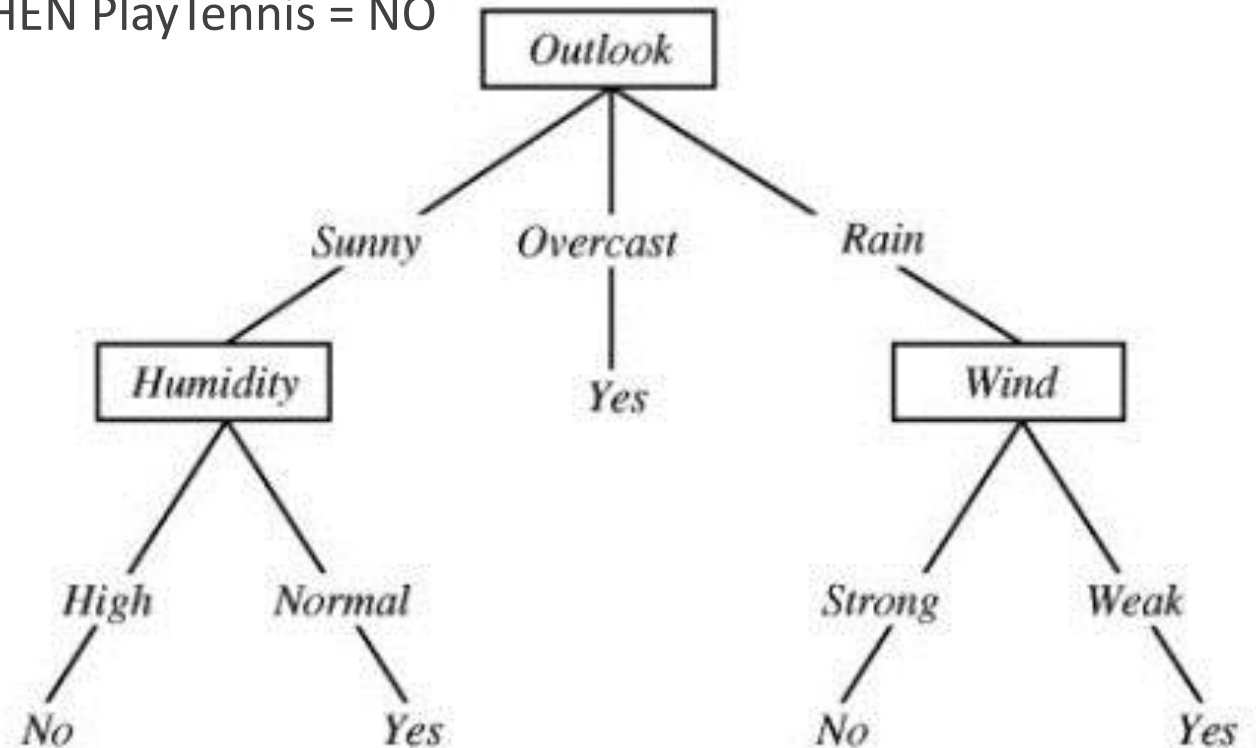 HEN PlayTennis = NO
Outlook
Sunny Overcast Rain
Humidity Yes Wind
High Normal Strong Weak
No Yes No Yes